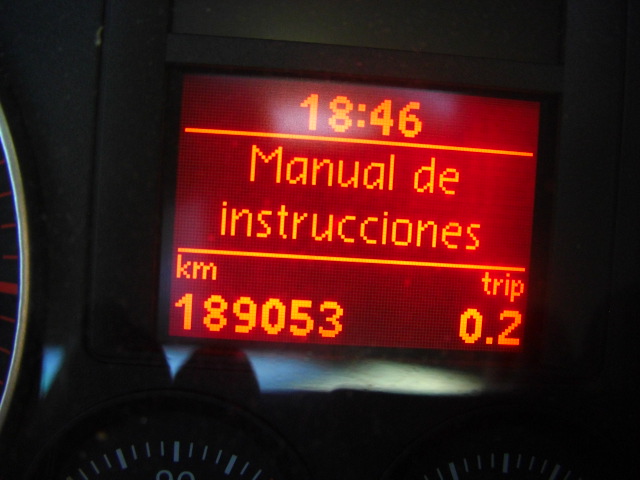 18:46
Manual de
instrucciones
km trip
189053 0.2